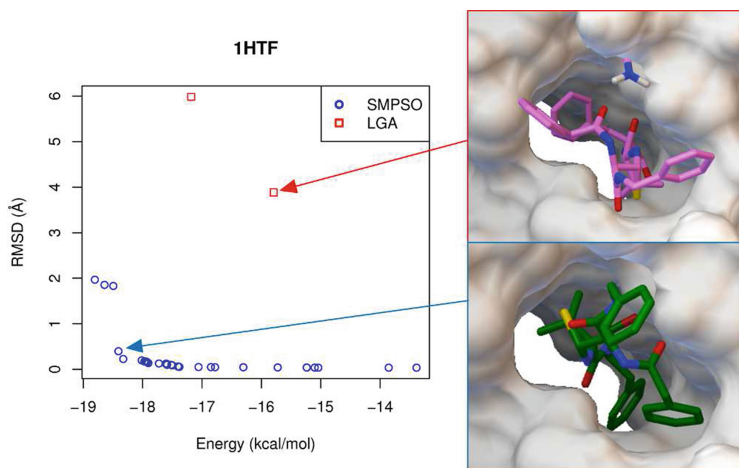 1HTF
SMPSO
LGA
RMSD (Å)
6
5
4
3
2
1
0
−19
−18
−17
−16
−15
−14
Energy (kcal/mol)